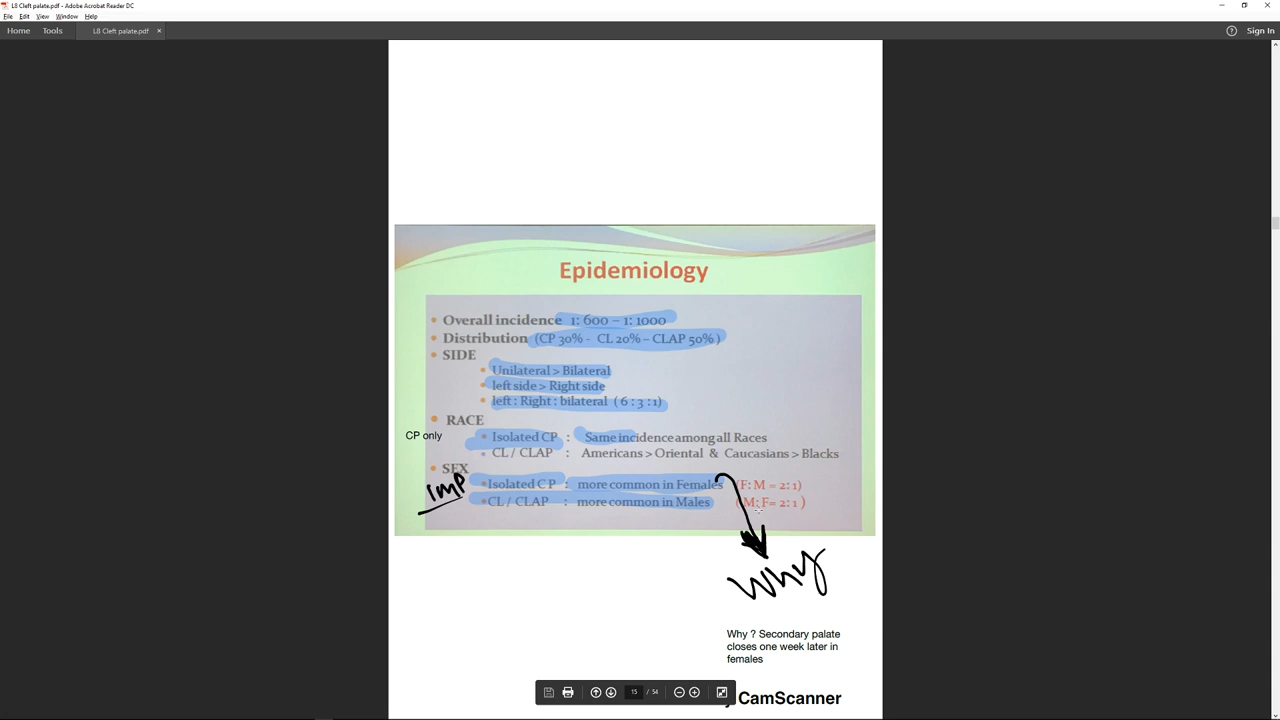 L8 Cleft palate.pdf - Adobe Acrobat Reader DC
File Edit View Window Help
Home Tools L8 Cleft palate.pdf × Sign In
Epidemiology
• Overall incidence 1: 600 – 1: 1000
• Distribution (CP 30% - CL 20% – CLAP 50% )
• SIDE
• Unilateral > Bilateral
• left side > Right side
• left : Right : bilateral ( 6 : 3 : 1)
• RACE
CP only
• Isolated CP : Same incidence among all Races
• CL / CLAP : Americans > Oriental & Caucasians > Blacks
• SEX
IMP
• Isolated C P : more common in Females (F: M = 2: 1)
• CL / CLAP : more common in Males ( M: F= 2: 1 )
Why
Why ? Secondary palate
closes one week later in
females
15 / 54
CamScanner